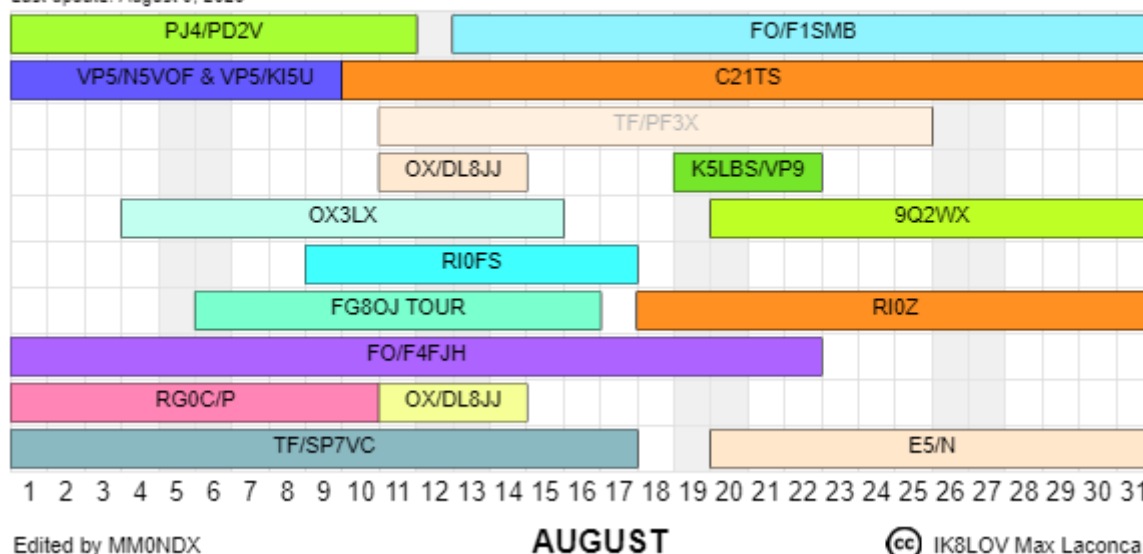 PJ4/PD2V FO/F1SMB
VP5/N5VOF & VP5/KI5U C21TS
TF/PF3X
OX/DL8JJ K5LBS/VP9
OX3LX 9Q2WX
RI0FS
FG8OJ TOUR RI0Z
FO/F4FJH
RG0C/P OX/DL8JJ
TF/SP7VC E5/N
1 2 3 4 5 6 7 8 9 10 11 12 13 14 15 16 17 18 19 20 21 22 23 24 25 26 27 28 29 30 31
Edited by MM0NDX AUGUST cc IK8LOV Max Laconca